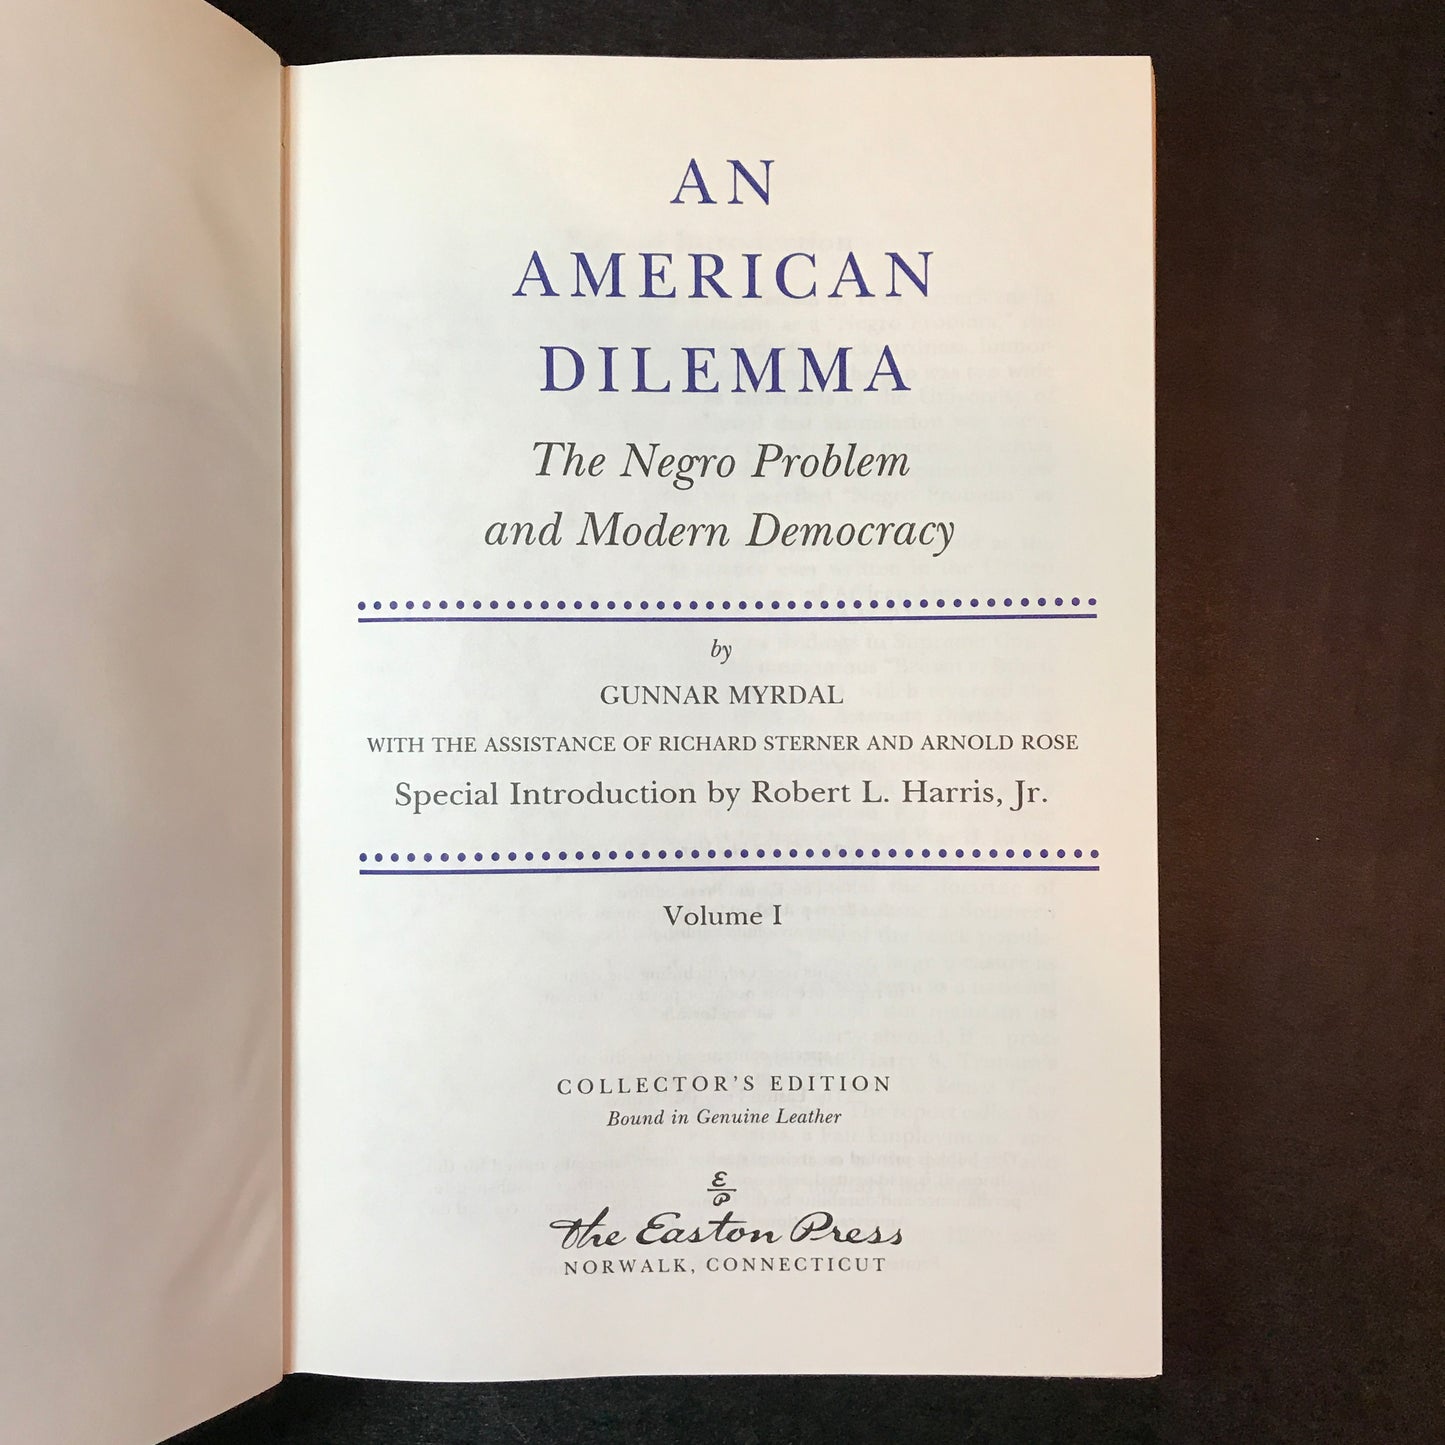 AN
AMERICAN
DILEMMA
The Negro Problem
and Modern Democracy
by
GUNNAR MYRDAL
WITH THE ASSISTANCE OF RICHARD STERNER AND ARNOLD ROSE
Special Introduction by Robert L. Harris, Jr.
Volume I
COLLECTOR'S EDITION
Bound in Genuine Leather
E
P
The Easton Press
NORWALK, CONNECTICUT